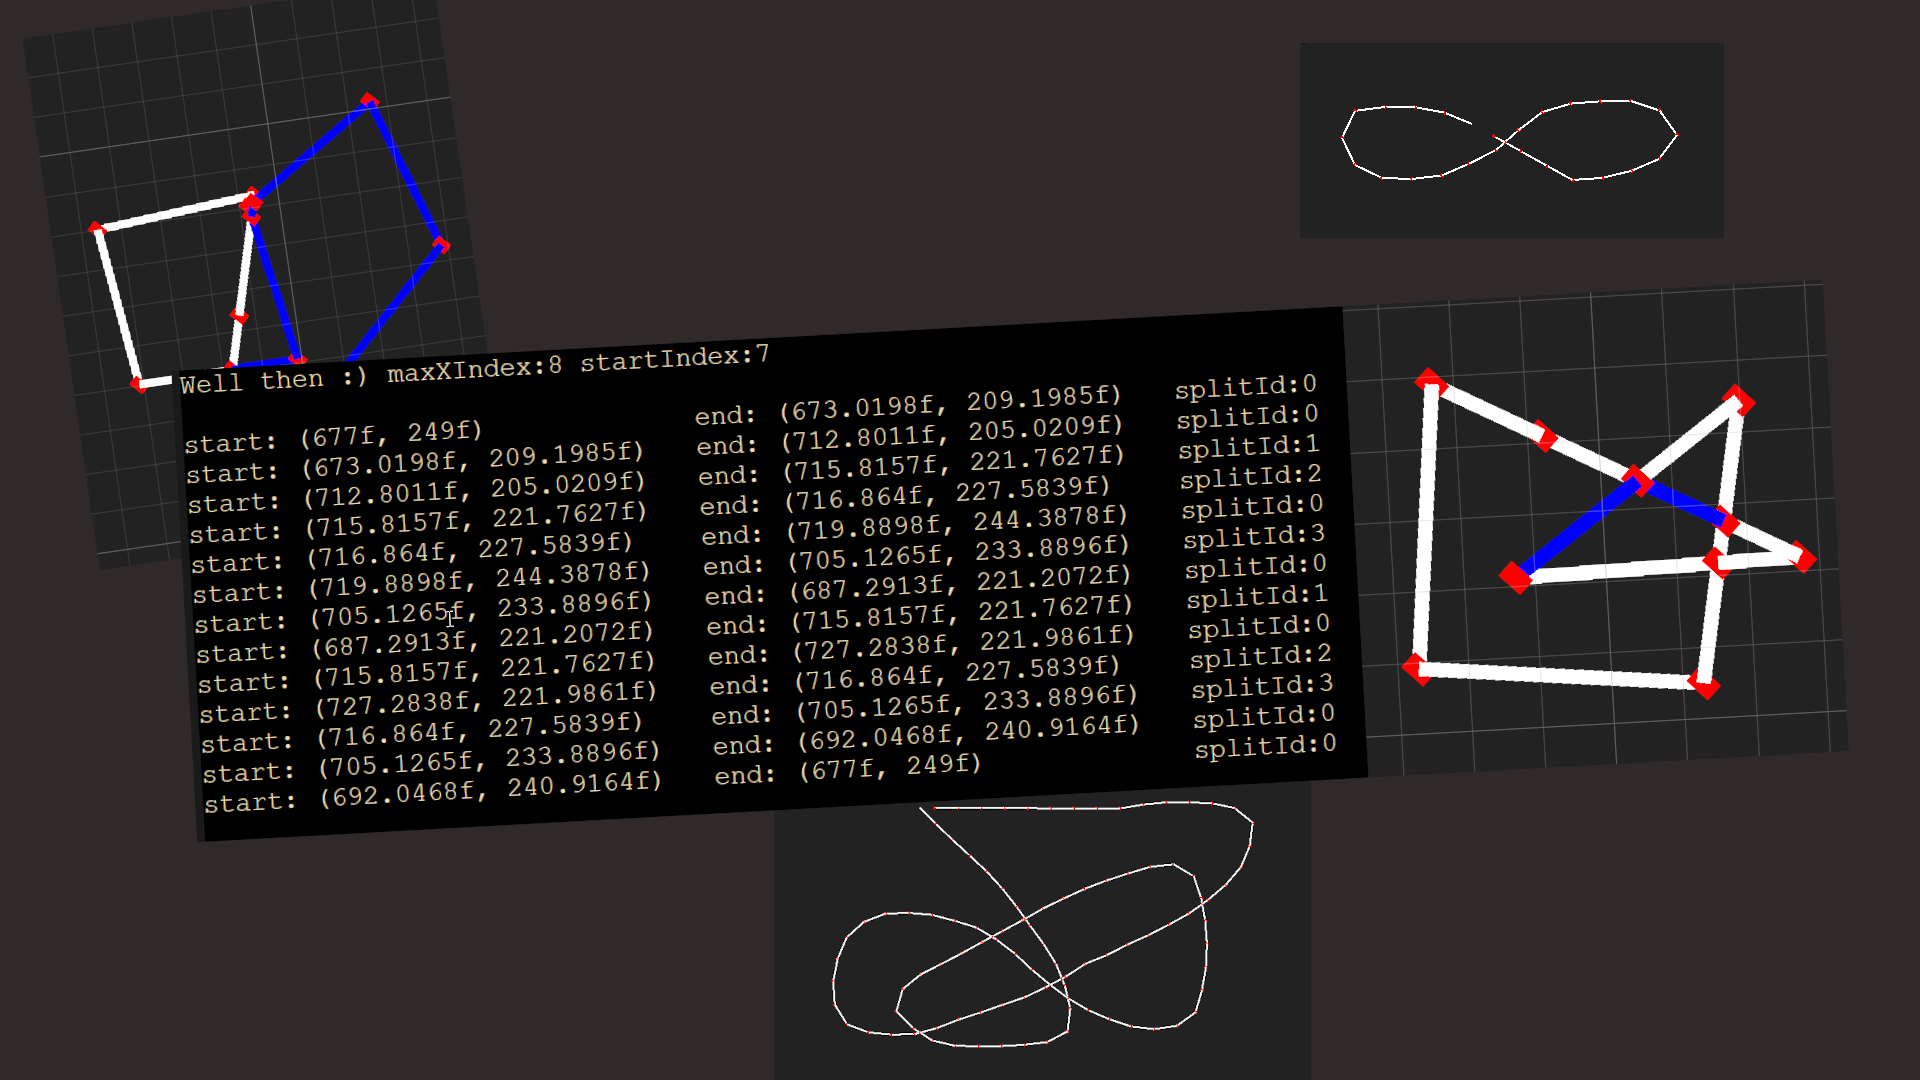 Well then :) maxXIndex:8 startIndex:7
start: (677f, 249f) end: (673.0198f, 209.1985f) splitId:0
start: (673.0198f, 209.1985f) end: (712.8011f, 205.0209f) splitId:0
start: (712.8011f, 205.0209f) end: (715.8157f, 221.7627f) splitId:1
start: (715.8157f, 221.7627f) end: (716.864f, 227.5839f) splitId:2
start: (716.864f, 227.5839f) end: (719.8898f, 244.3878f) splitId:0
start: (719.8898f, 244.3878f) end: (705.1265f, 233.8896f) splitId:3
start: (705.1265f, 233.8896f) end: (687.2913f, 221.2072f) splitId:0
start: (687.2913f, 221.2072f) end: (715.8157f, 221.7627f) splitId:1
start: (715.8157f, 221.7627f) end: (727.2838f, 221.9861f) splitId:0
start: (727.2838f, 221.9861f) end: (716.864f, 227.5839f) splitId:2
start: (716.864f, 227.5839f) end: (705.1265f, 233.8896f) splitId:3
start: (705.1265f, 233.8896f) end: (692.0468f, 240.9164f) splitId:0
start: (692.0468f, 240.9164f) end: (677f, 249f) splitId:0